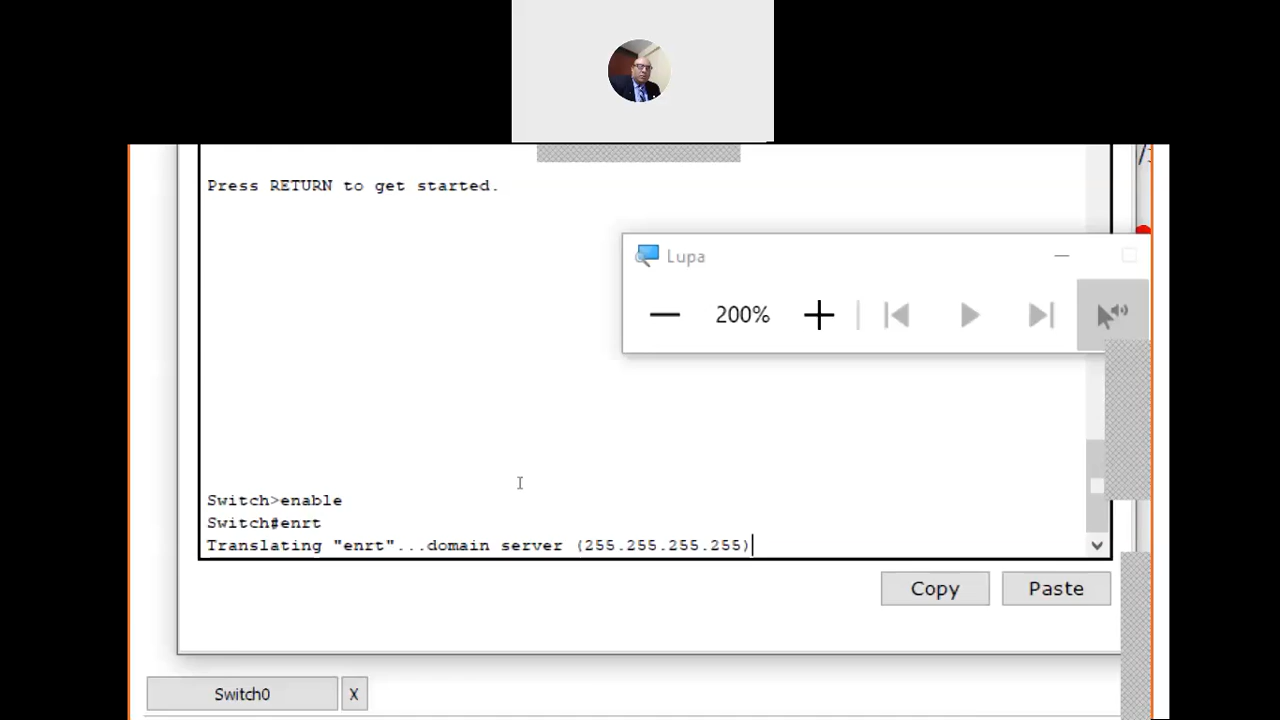 Press RETURN to get started.
Lupa
200%
Switch>enable
Switch#enrt
Translating "enrt"...domain server (255.255.255.255)
Copy
Paste
Switch0
X